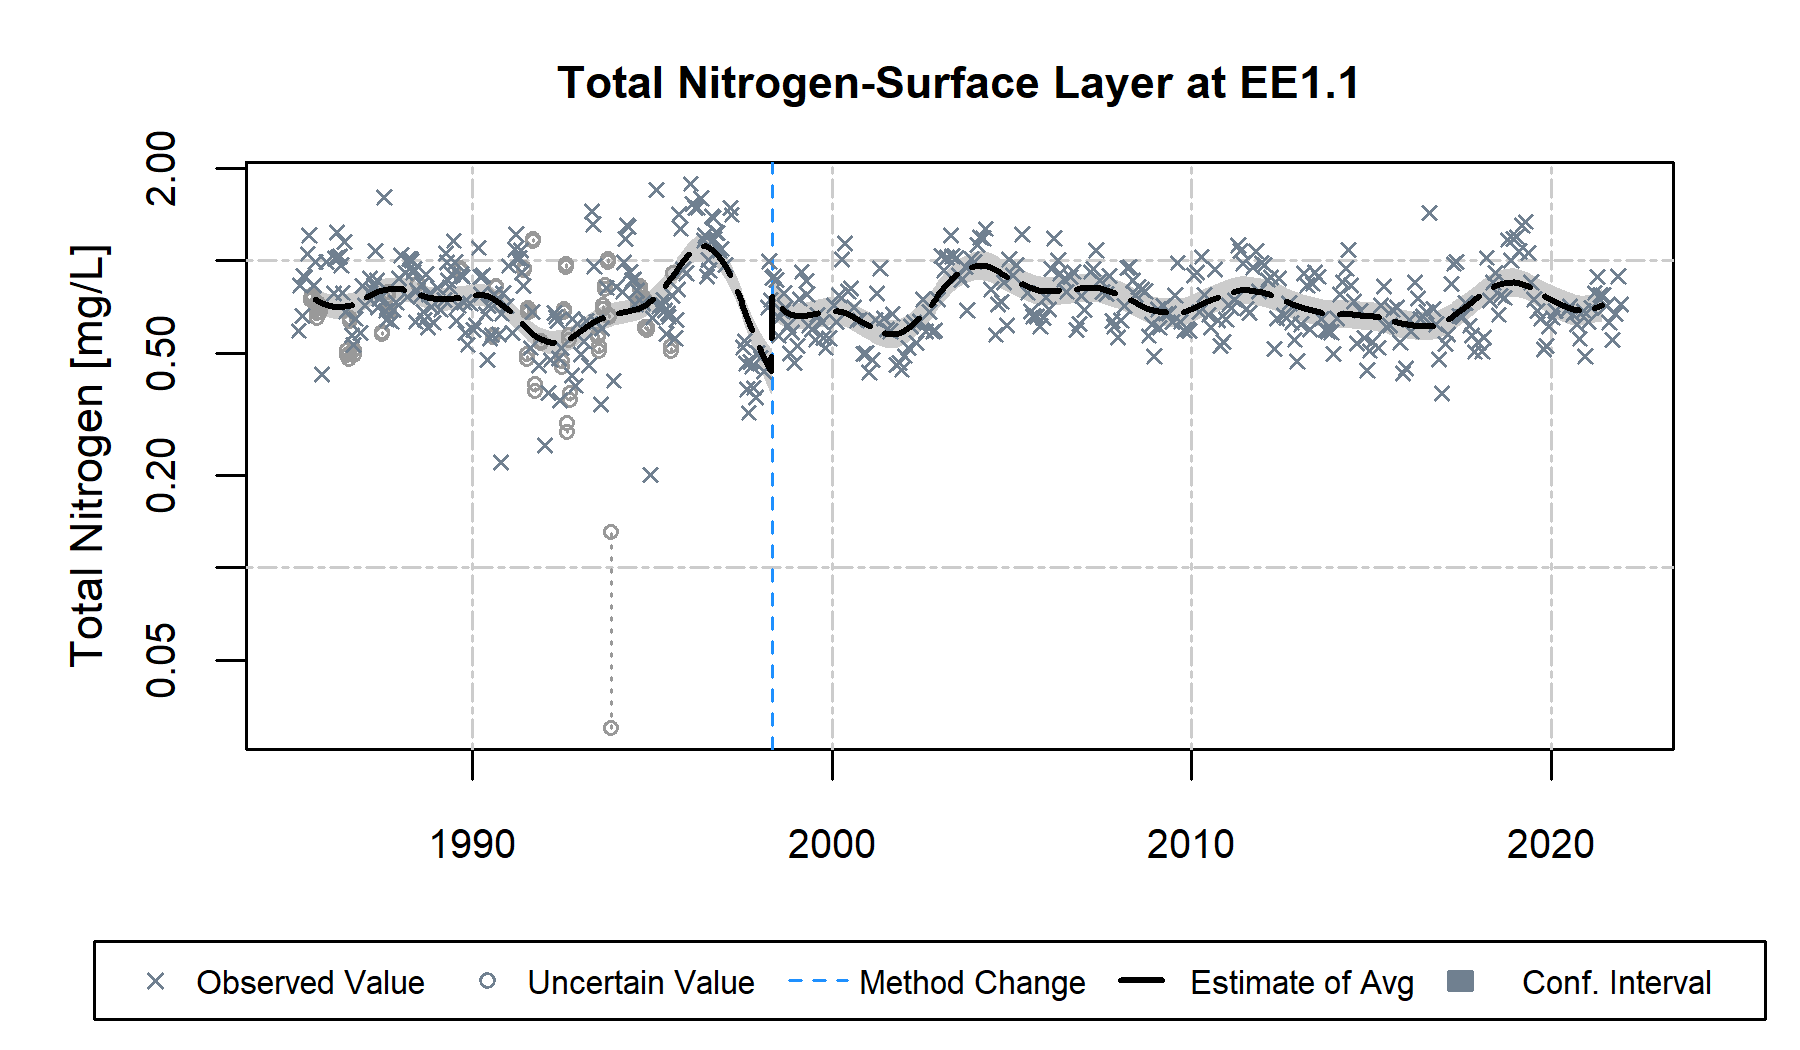 Total Nitrogen-Surface Layer at EE1.1
Total Nitrogen [mg/L]
2.00
0.50
0.20
0.05
1990 2000 2010 2020
Observed Value Uncertain Value Method Change Estimate of Avg Conf. Interval